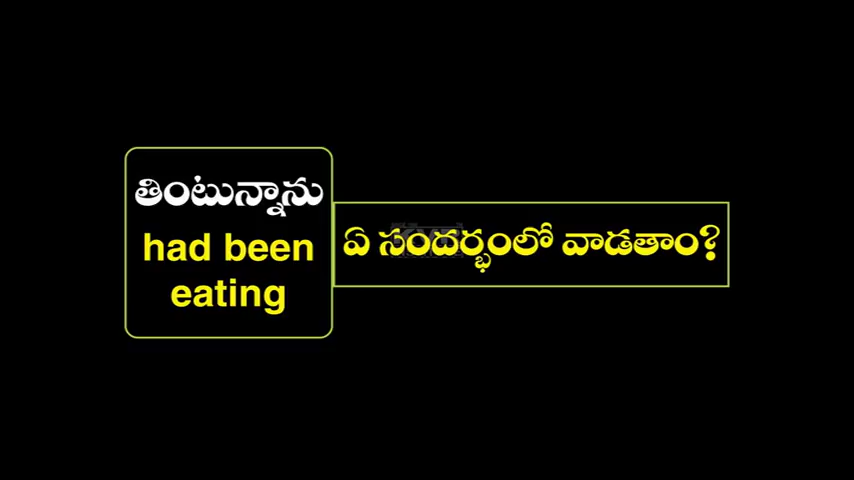 తింటున్నాను
had been
eating
ఏ సందర్భంలో వాడతాం?